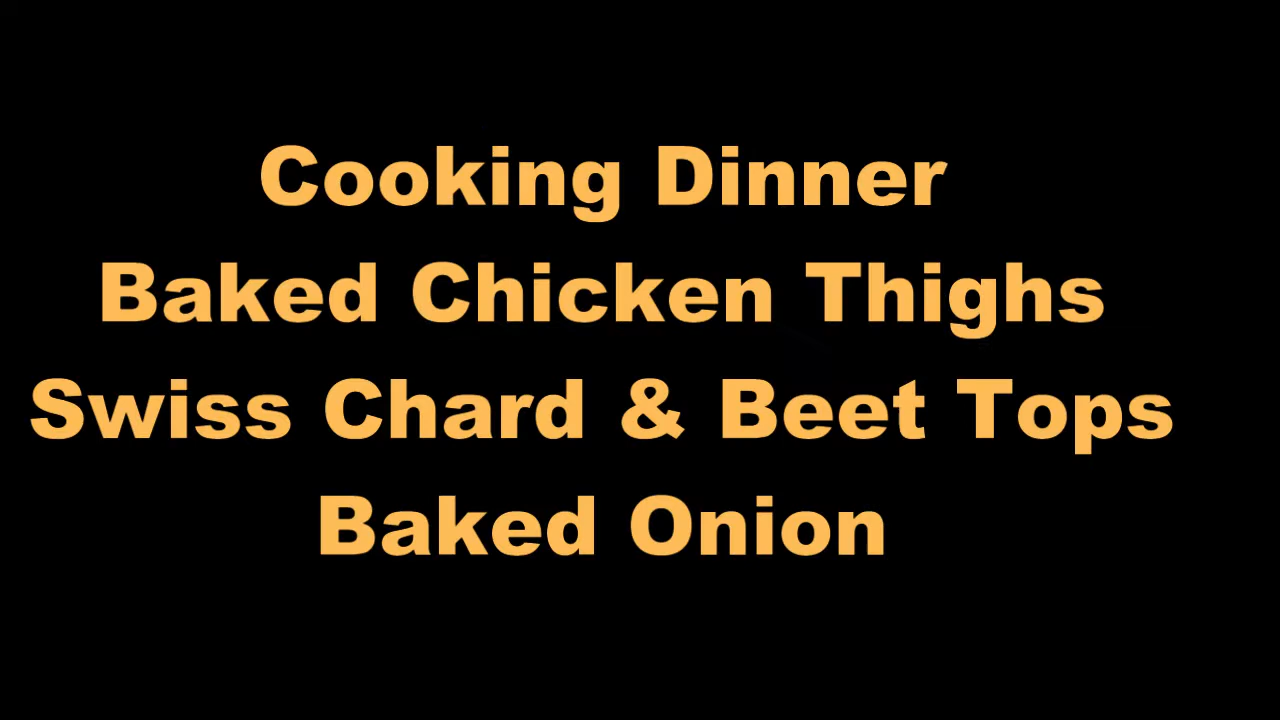 Cooking Dinner
Baked Chicken Thighs
Swiss Chard & Beet Tops
Baked Onion